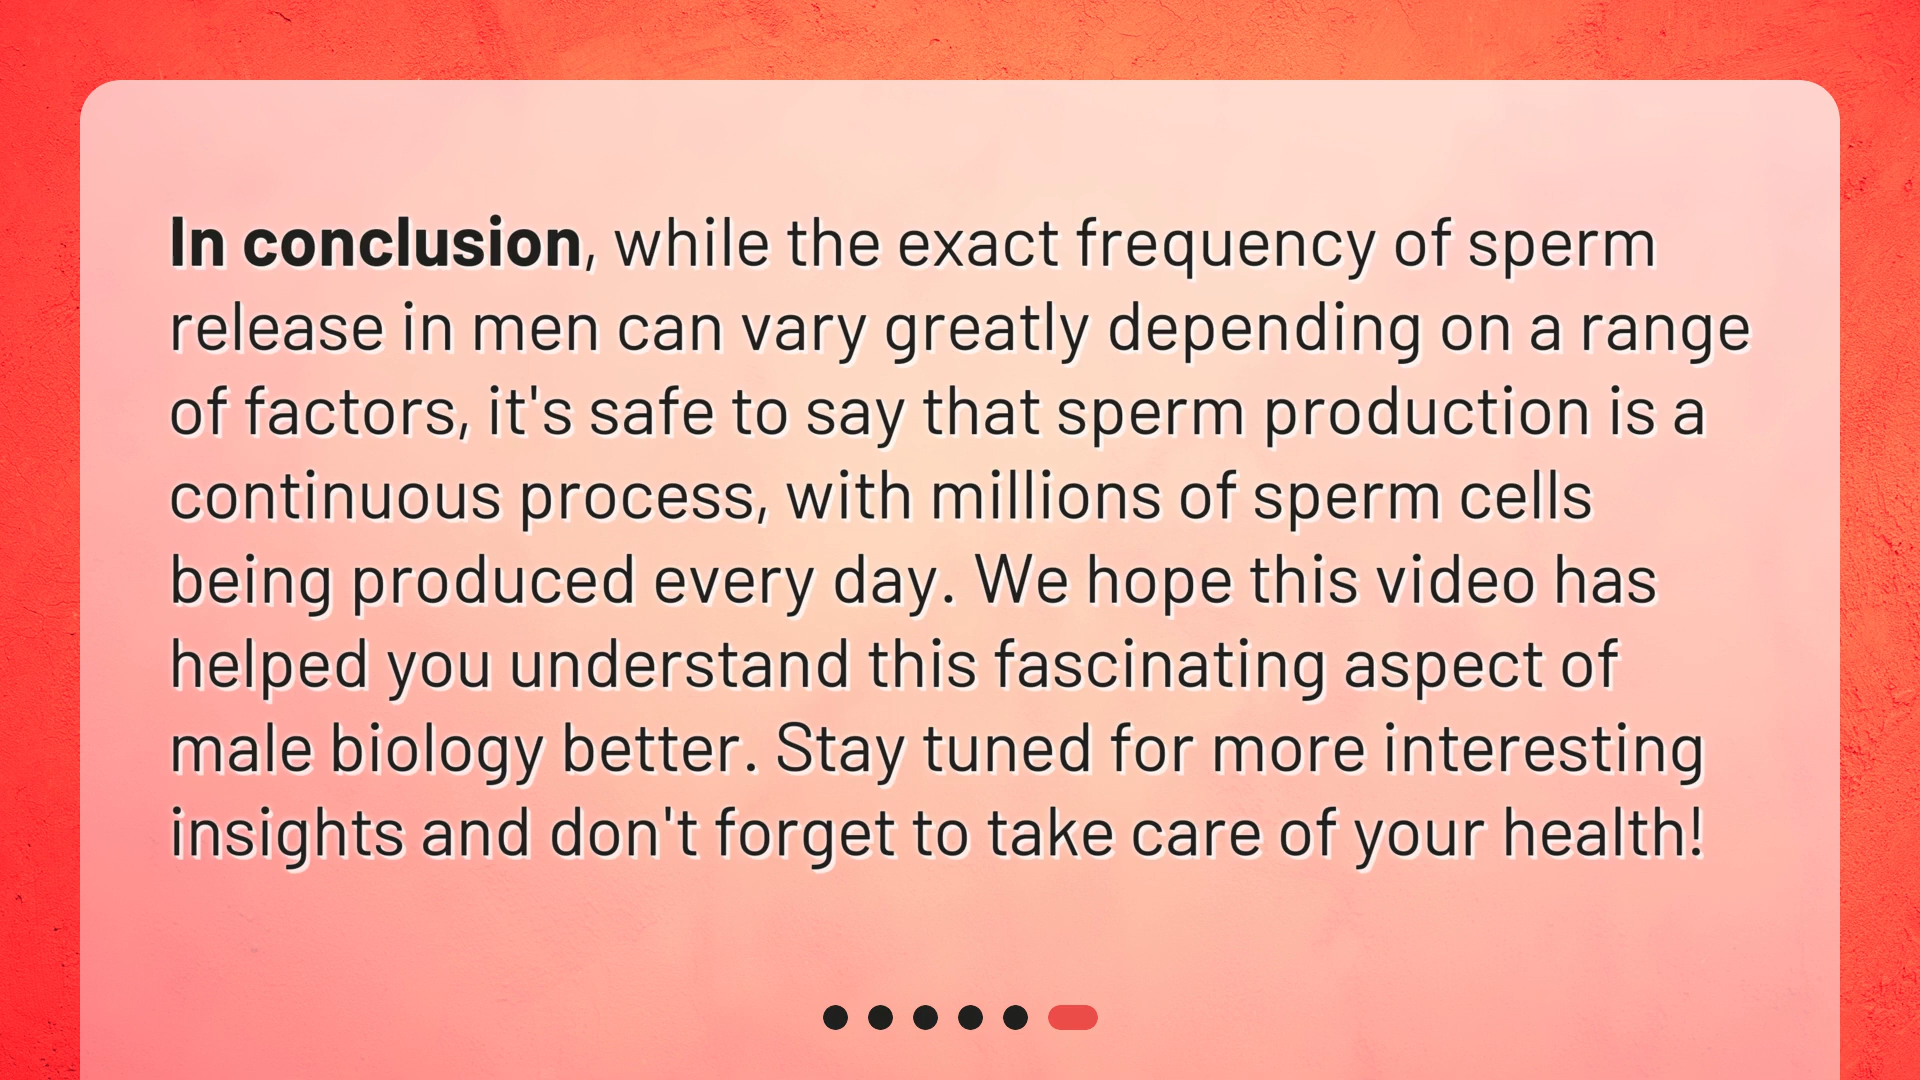 In conclusion, while the exact frequency of sperm
release in men can vary greatly depending on a range
of factors, it's safe to say that sperm production is a
continuous process, with millions of sperm cells
being produced every day. We hope this video has
helped you understand this fascinating aspect of
male biology better. Stay tuned for more interesting
insights and don't forget to take care of your health!